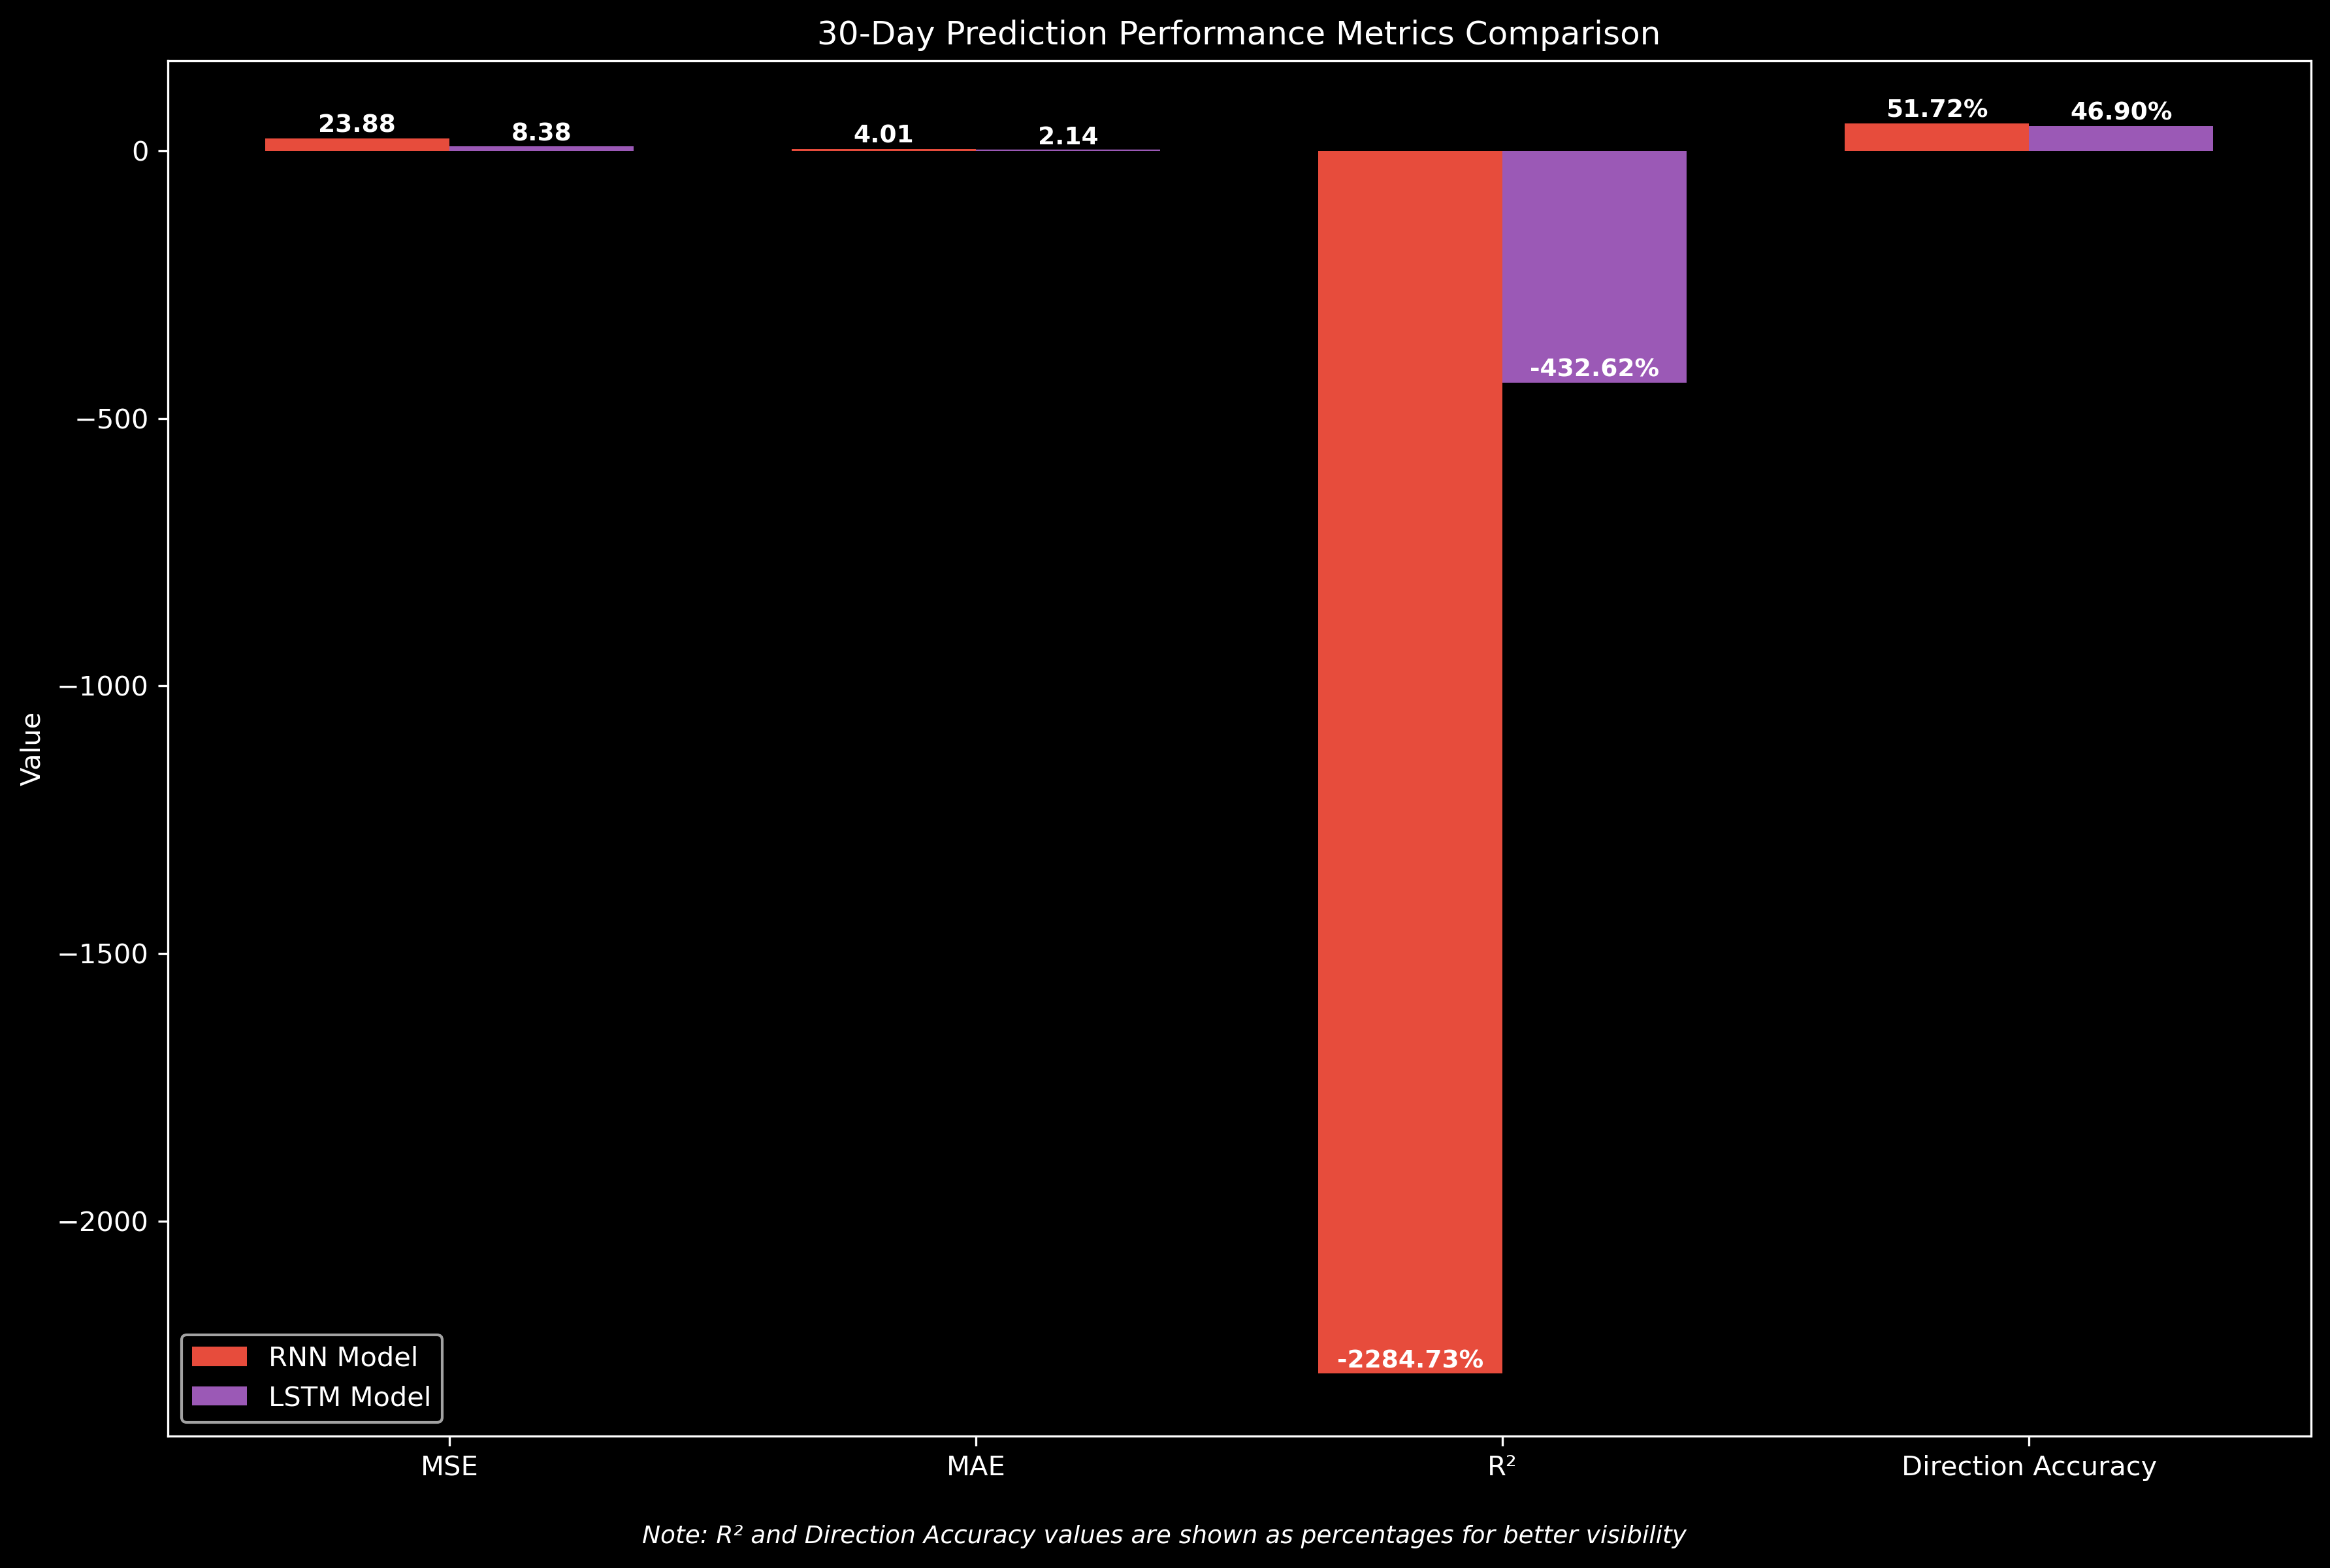 30-Day Prediction Performance Metrics Comparison
23.88
8.38
4.01
2.14
-2284.73%
-432.62%
51.72%
46.90%
Value
0
−500
−1000
−1500
−2000
RNN Model
LSTM Model
MSE
MAE
R²
Direction Accuracy
Note: R² and Direction Accuracy values are shown as percentages for better visibility